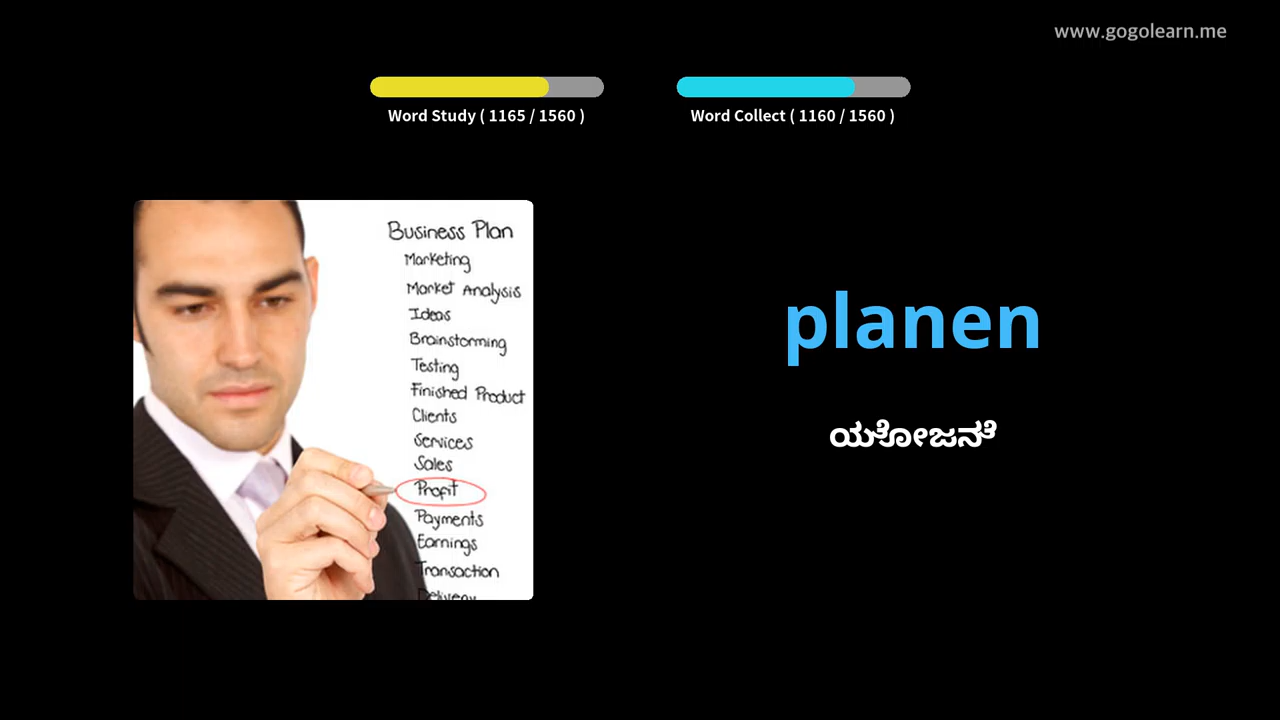 www.gogolearn.me
Word Study ( 1165 / 1560 )
Word Collect ( 1160 / 1560 )
Business Plan
Marketing
Market Analysis
Ideas
Brainstorming
Testing
Finished Product
Clients
Services
Sales
Profit
Payments
Earnings
Transaction
Delivery
planen
ಯೋಜನೆ